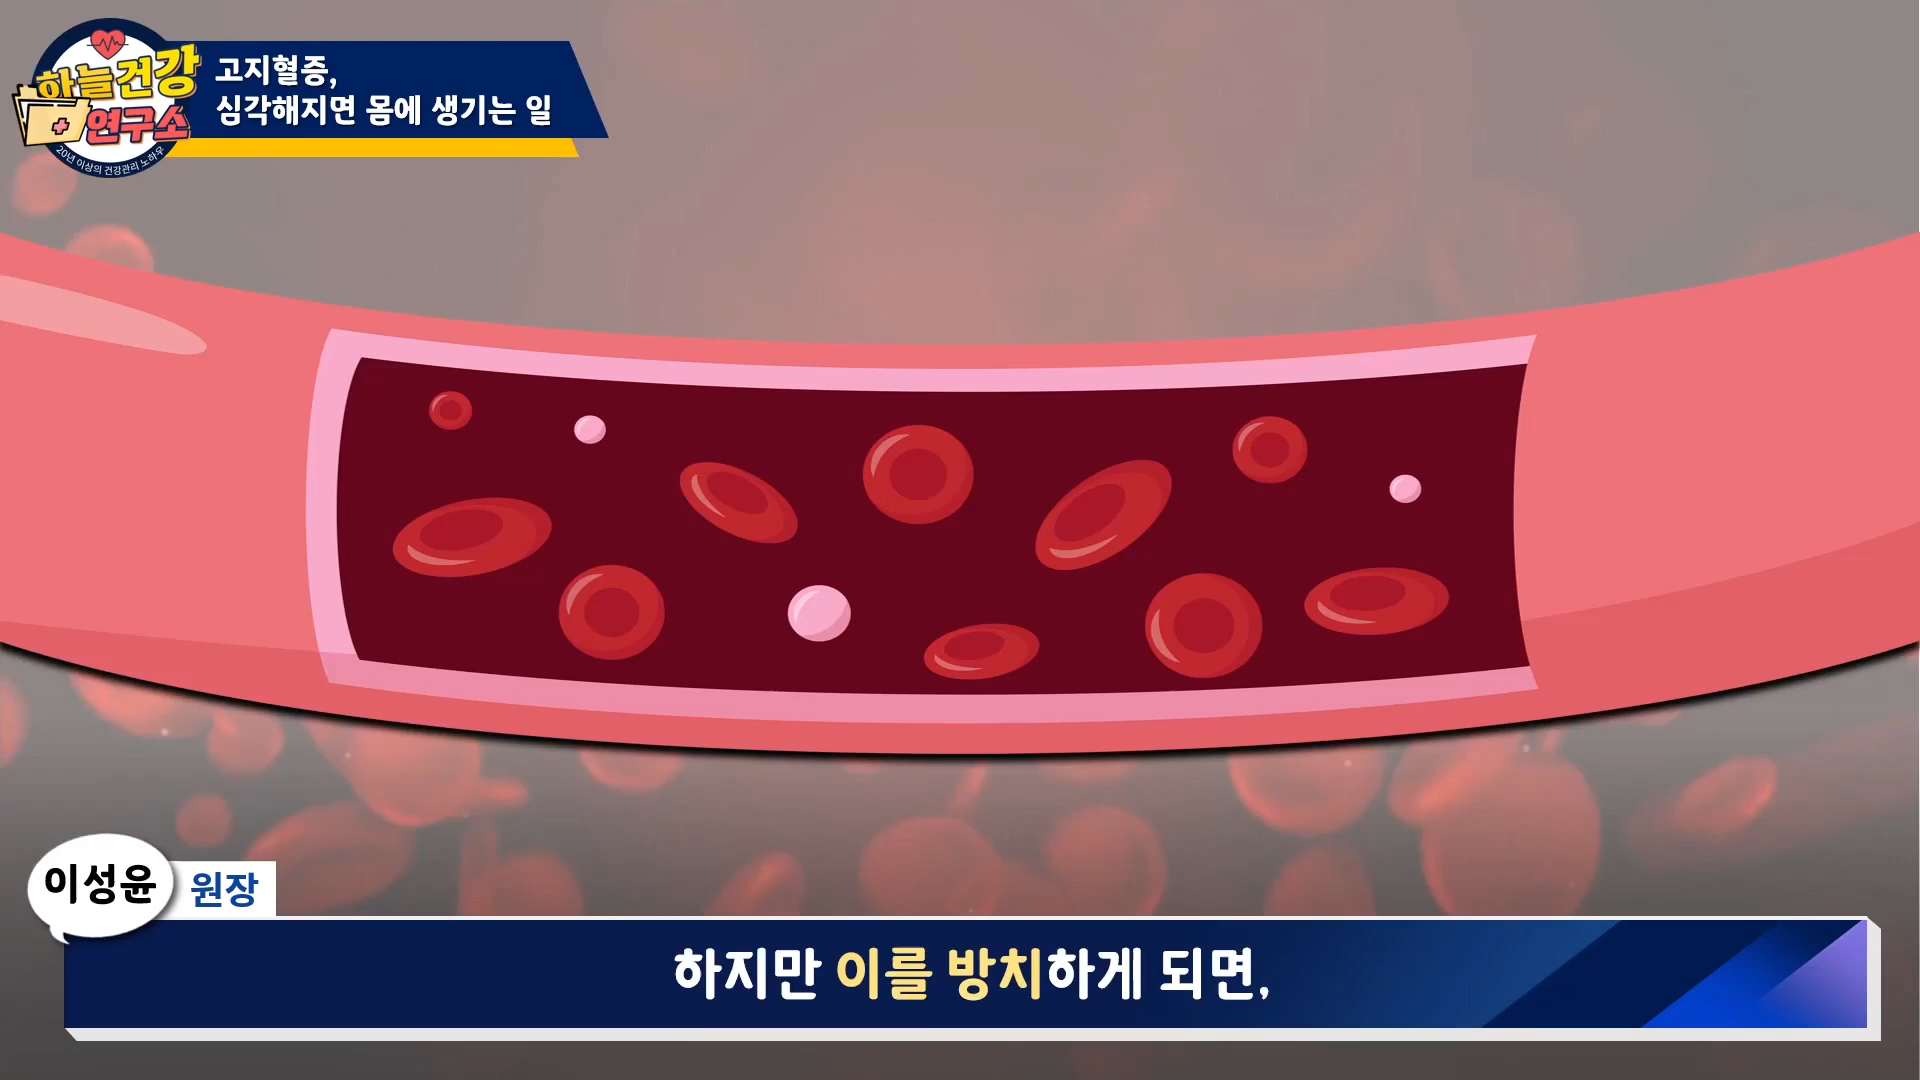 하늘건강
연구소
20년 이상의 건강관리 노하우
고지혈증,
심각해지면 몸에 생기는 일
이성윤
원장
하지만 이를 방치하게 되면,